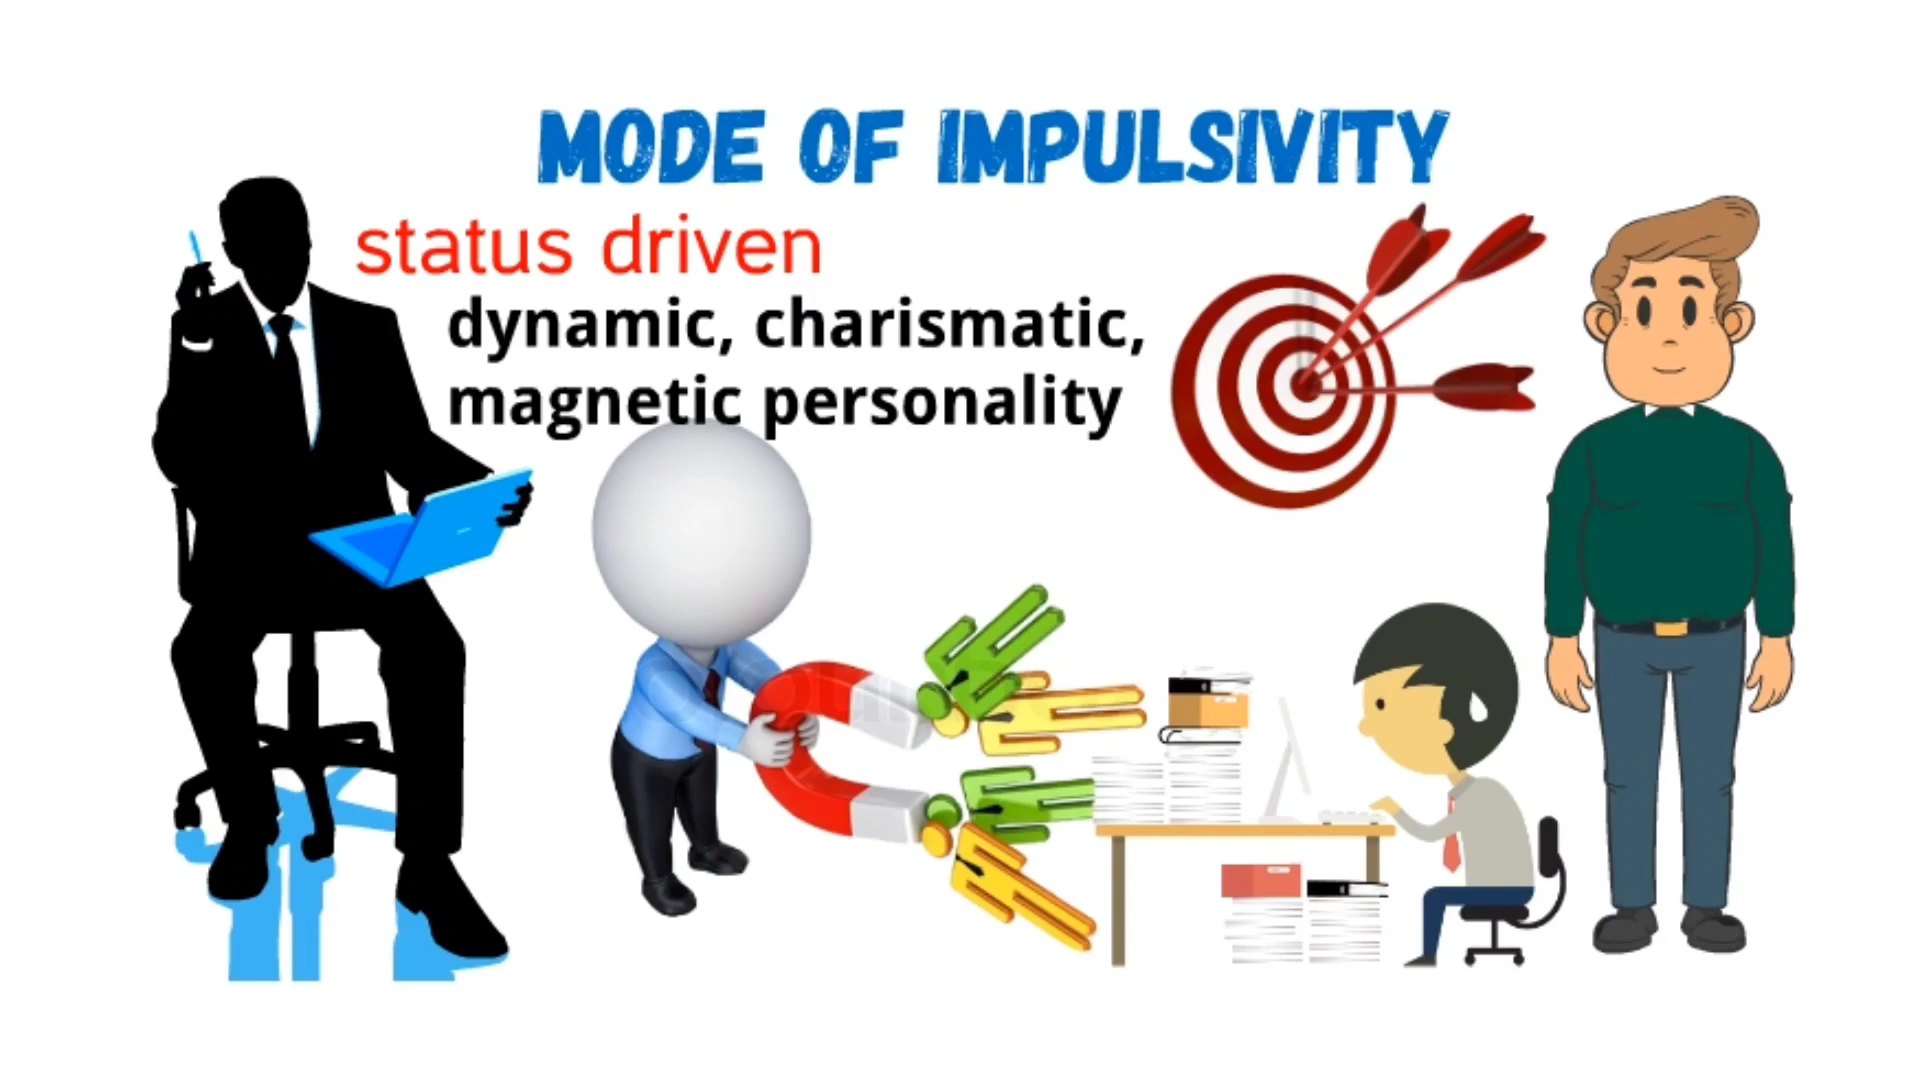 MODE OF IMPULSIVITY
status driven
dynamic, charismatic,
magnetic personality